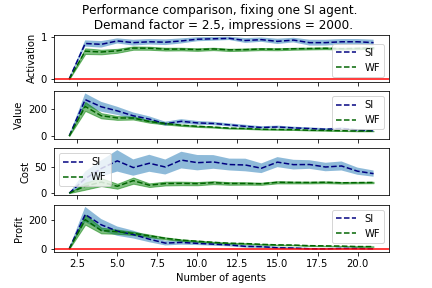 Performance comparison, fixing one SI agent.
Demand factor = 2.5, impressions = 2000.
1
0
Activation
SI
WF
200
0
Value
SI
WF
50
0
Cost
SI
WF
200
0
Profit
SI
WF
2.5 5.0 7.5 10.0 12.5 15.0 17.5 20.0
Number of agents